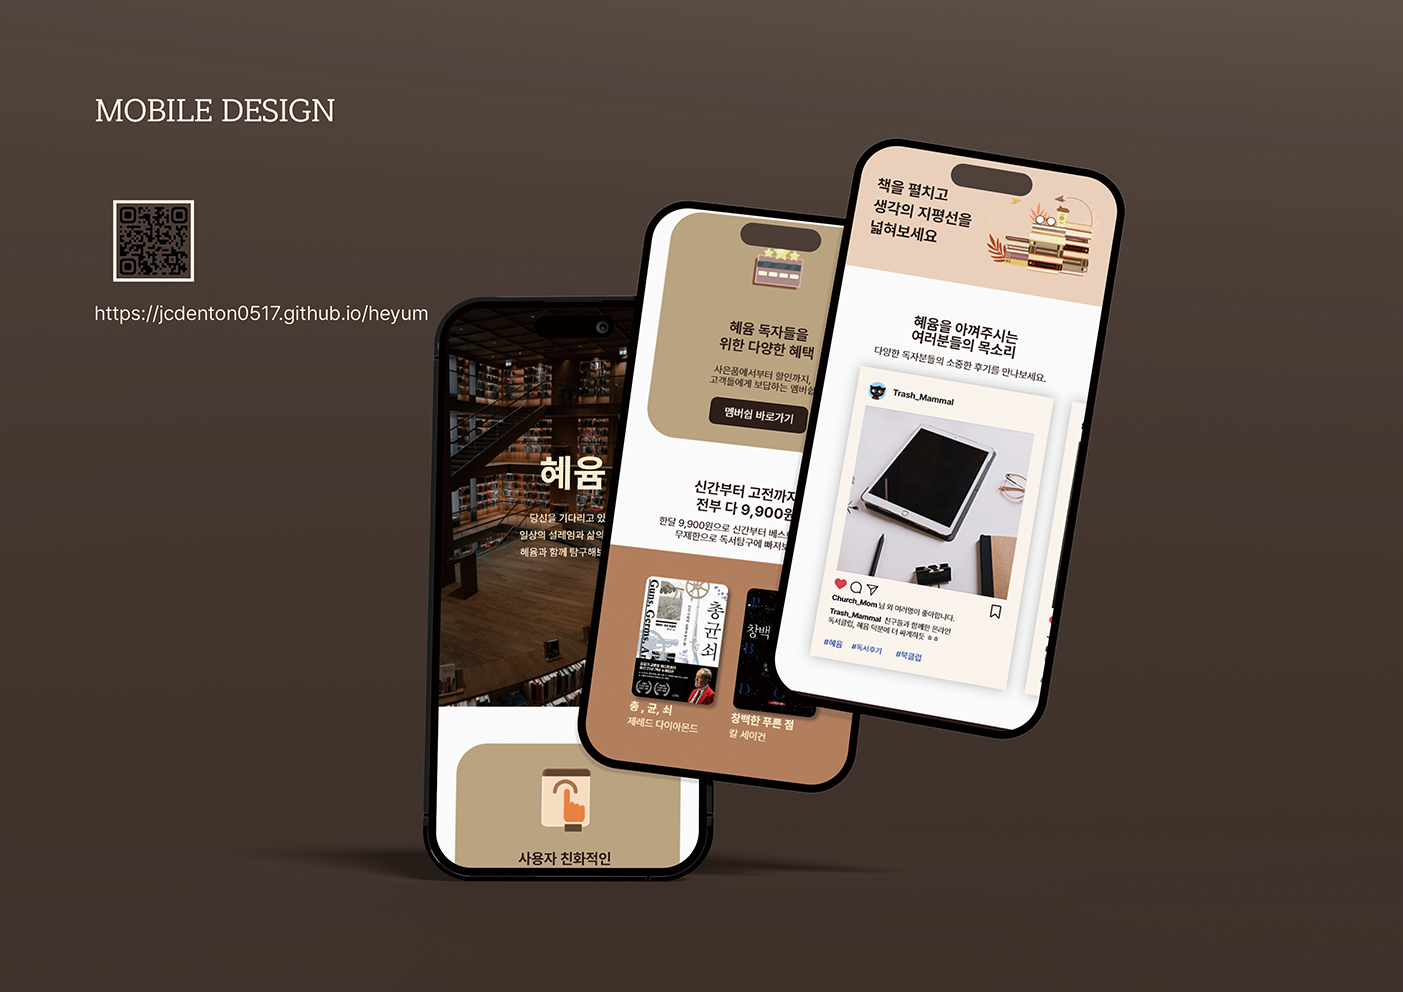 MOBILE DESIGN
https://jcdenton0517.github.io/heyum
혜윰
당신을 기다리고 있
일상의 설레임과 삶의
혜윰과 함께 탐구해보
사용자 친화적인
혜윰 독자들을
위한 다양한 혜택
사은품에서부터 할인까지,
고객들에게 보답하는 멤버쉽
멤버쉽 바로가기
신간부터 고전까지
전부 다 9,900원
한달 9,900원으로 신간부터 베스
무제한으로 독서탐구에 빠져보
Guns, Germs, A
총
균
쇠
총, 균, 쇠
제레드 다이아몬드
창백
창백한 푸른 점
칼 세이건
책을 펼치고
생각의 지평선을
넓혀보세요
혜윰을 아껴주시는
여러분들의 목소리
다양한 독자분들의 소중한 후기를 만나보세요.
Trash_Mammal
Church_Mom 님 외 여러명이 좋아합니다.
Trash_Mammal 친구들과 함께한 온라인
독서클럽, 혜윰 덕분에 더 싸게하듯 ㅎㅎ
#혜윰 #독서후기 #북클럽